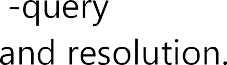 -query
and resolution.